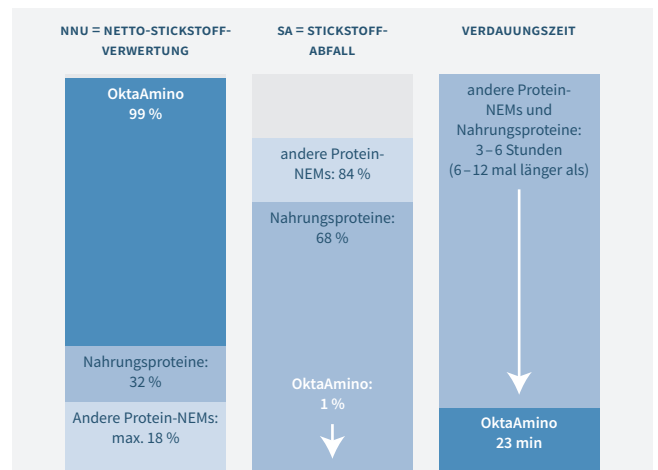 NNU = NETTO-STICKSTOFF-
VERWERTUNG
OktaAmino
99 %
Nahrungsproteine:
32 %
Andere Protein-NEMs:
max. 18 %
SA = STICKSTOFF-
ABFALL
andere Protein-
NEMs: 84 %
Nahrungsproteine:
68 %
OktaAmino:
1 %
VERDAUUNGSZEIT
andere Protein-
NEMs und
Nahrungsproteine:
3 – 6 Stunden
(6 – 12 mal länger als)
OktaAmino
23 min